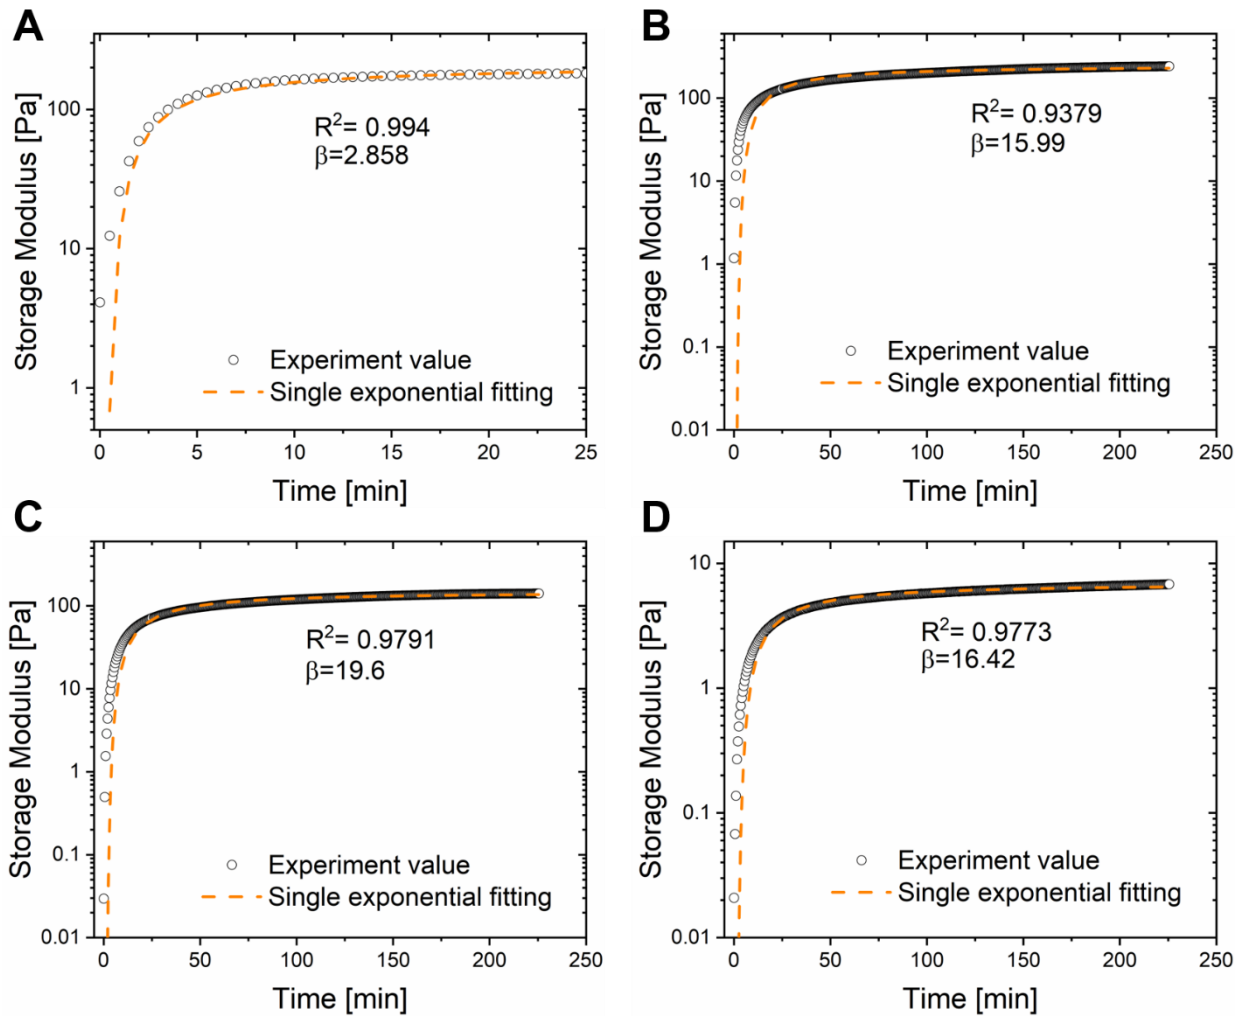 A
Storage Modulus [Pa]
100
10
1
R²= 0.994
β=2.858
Experiment value
Single exponential fitting
0 5 10 15 20 25
Time [min]
B
Storage Modulus [Pa]
100
10
1
0.1
0.01
R²= 0.9379
β=15.99
Experiment value
Single exponential fitting
0 50 100 150 200 250
Time [min]
C
Storage Modulus [Pa]
100
10
1
0.1
0.01
R²= 0.9791
β=19.6
Experiment value
Single exponential fitting
0 50 100 150 200 250
Time [min]
D
Storage Modulus [Pa]
10
1
0.1
0.01
R²= 0.9773
β=16.42
Experiment value
Single exponential fitting
0 50 100 150 200 250
Time [min]